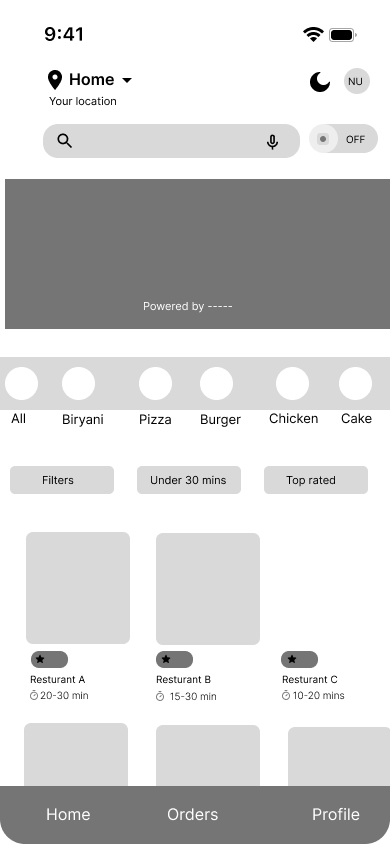 9:41
Home
NU
Your location
OFF
Powered by -----
All Biryani Pizza Burger Chicken Cake
Filters Under 30 mins Top rated
Resturant A Resturant B Resturant C
20-30 min 15-30 min 10-20 mins
Home Orders Profile